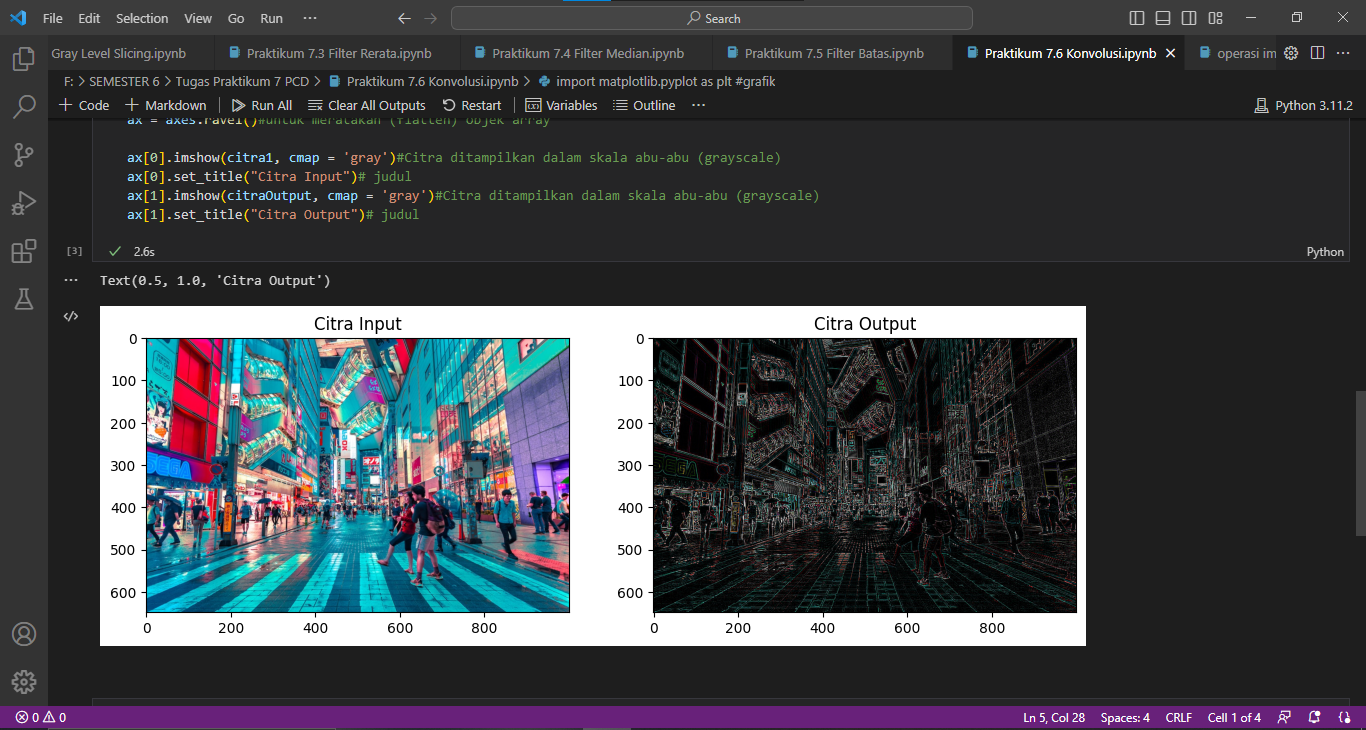 File Edit Selection View Go Run ··· Search
Gray Level Slicing.ipynb Praktikum 7.3 Filter Rerata.ipynb Praktikum 7.4 Filter Median.ipynb Praktikum 7.5 Filter Batas.ipynb Praktikum 7.6 Konvolusi.ipynb operasi im ···
F: > SEMESTER 6 > Tugas Praktikum 7 PCD > Praktikum 7.6 Konvolusi.ipynb > import matplotlib.pyplot as plt #grafik
+ Code + Markdown Run All Clear All Outputs Restart Variables Outline ··· Python 3.11.2
ax = axes.ravel()#untuk meratakan (flatten) objek array
ax[0].imshow(citra1, cmap = 'gray')#Citra ditampilkan dalam skala abu-abu (grayscale)
ax[0].set_title("Citra Input")# judul
ax[1].imshow(citraOutput, cmap = 'gray')#Citra ditampilkan dalam skala abu-abu (grayscale)
ax[1].set_title("Citra Output")# judul
[3] 2.6s Python
··· Text(0.5, 1.0, 'Citra Output')
Citra Input
0
100
200
300
400
500
600
0 200 400 600 800
SEGA
Citra Output
0
100
200
300
400
500
600
0 200 400 600 800
SEGA
0 0 Ln 5, Col 28 Spaces: 4 CRLF Cell 1 of 4